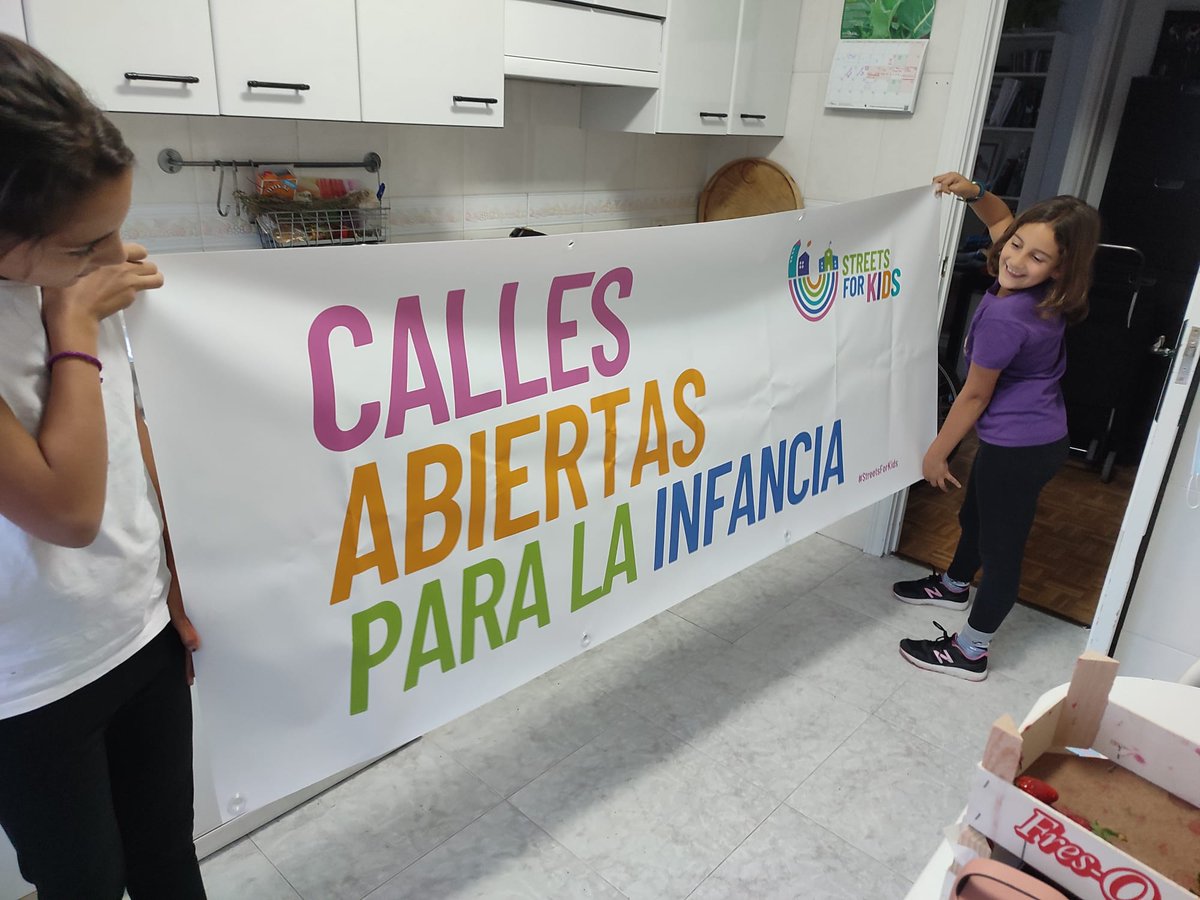 CALLES
ABIERTAS
PARA LA INFANCIA
STREETS
FOR KIDS
#StreetsForKids
Fres-O